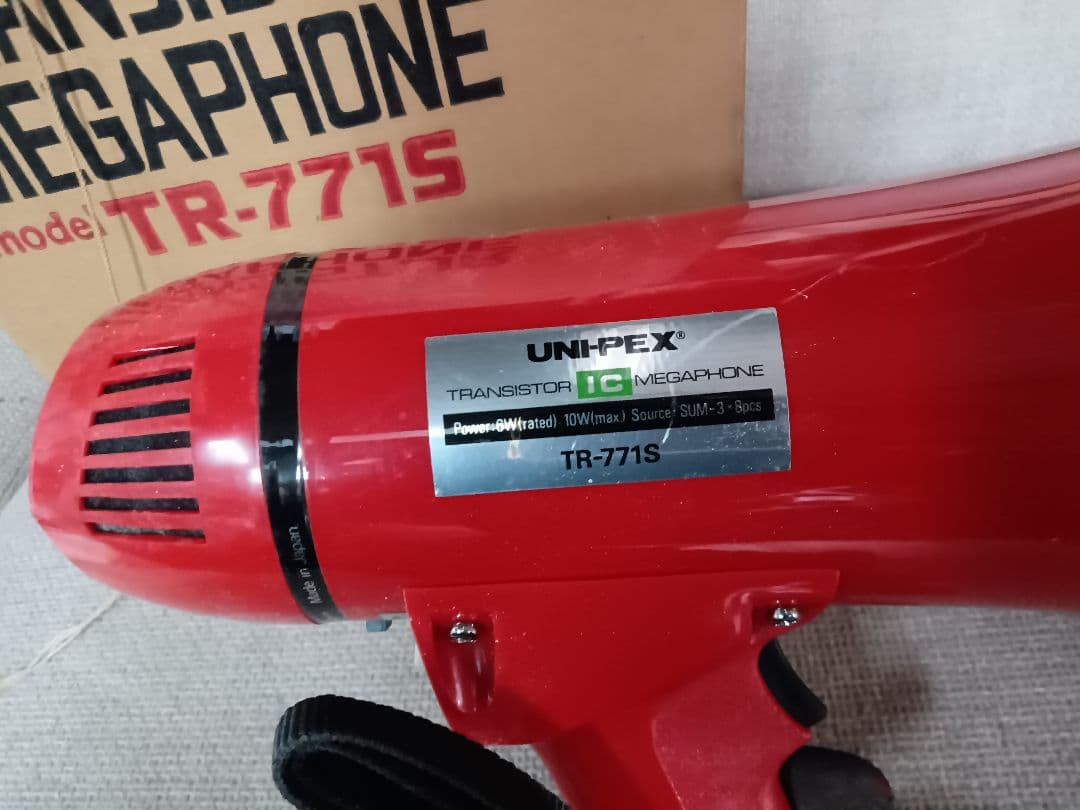 MEGAPHONE
model TR-771S
UNI-PEX®
TRANSISTOR IC MEGAPHONE
Power:6W(rated) 10W(max.) Source: SUM-3×8pcs
TR-771S
Made in Japan